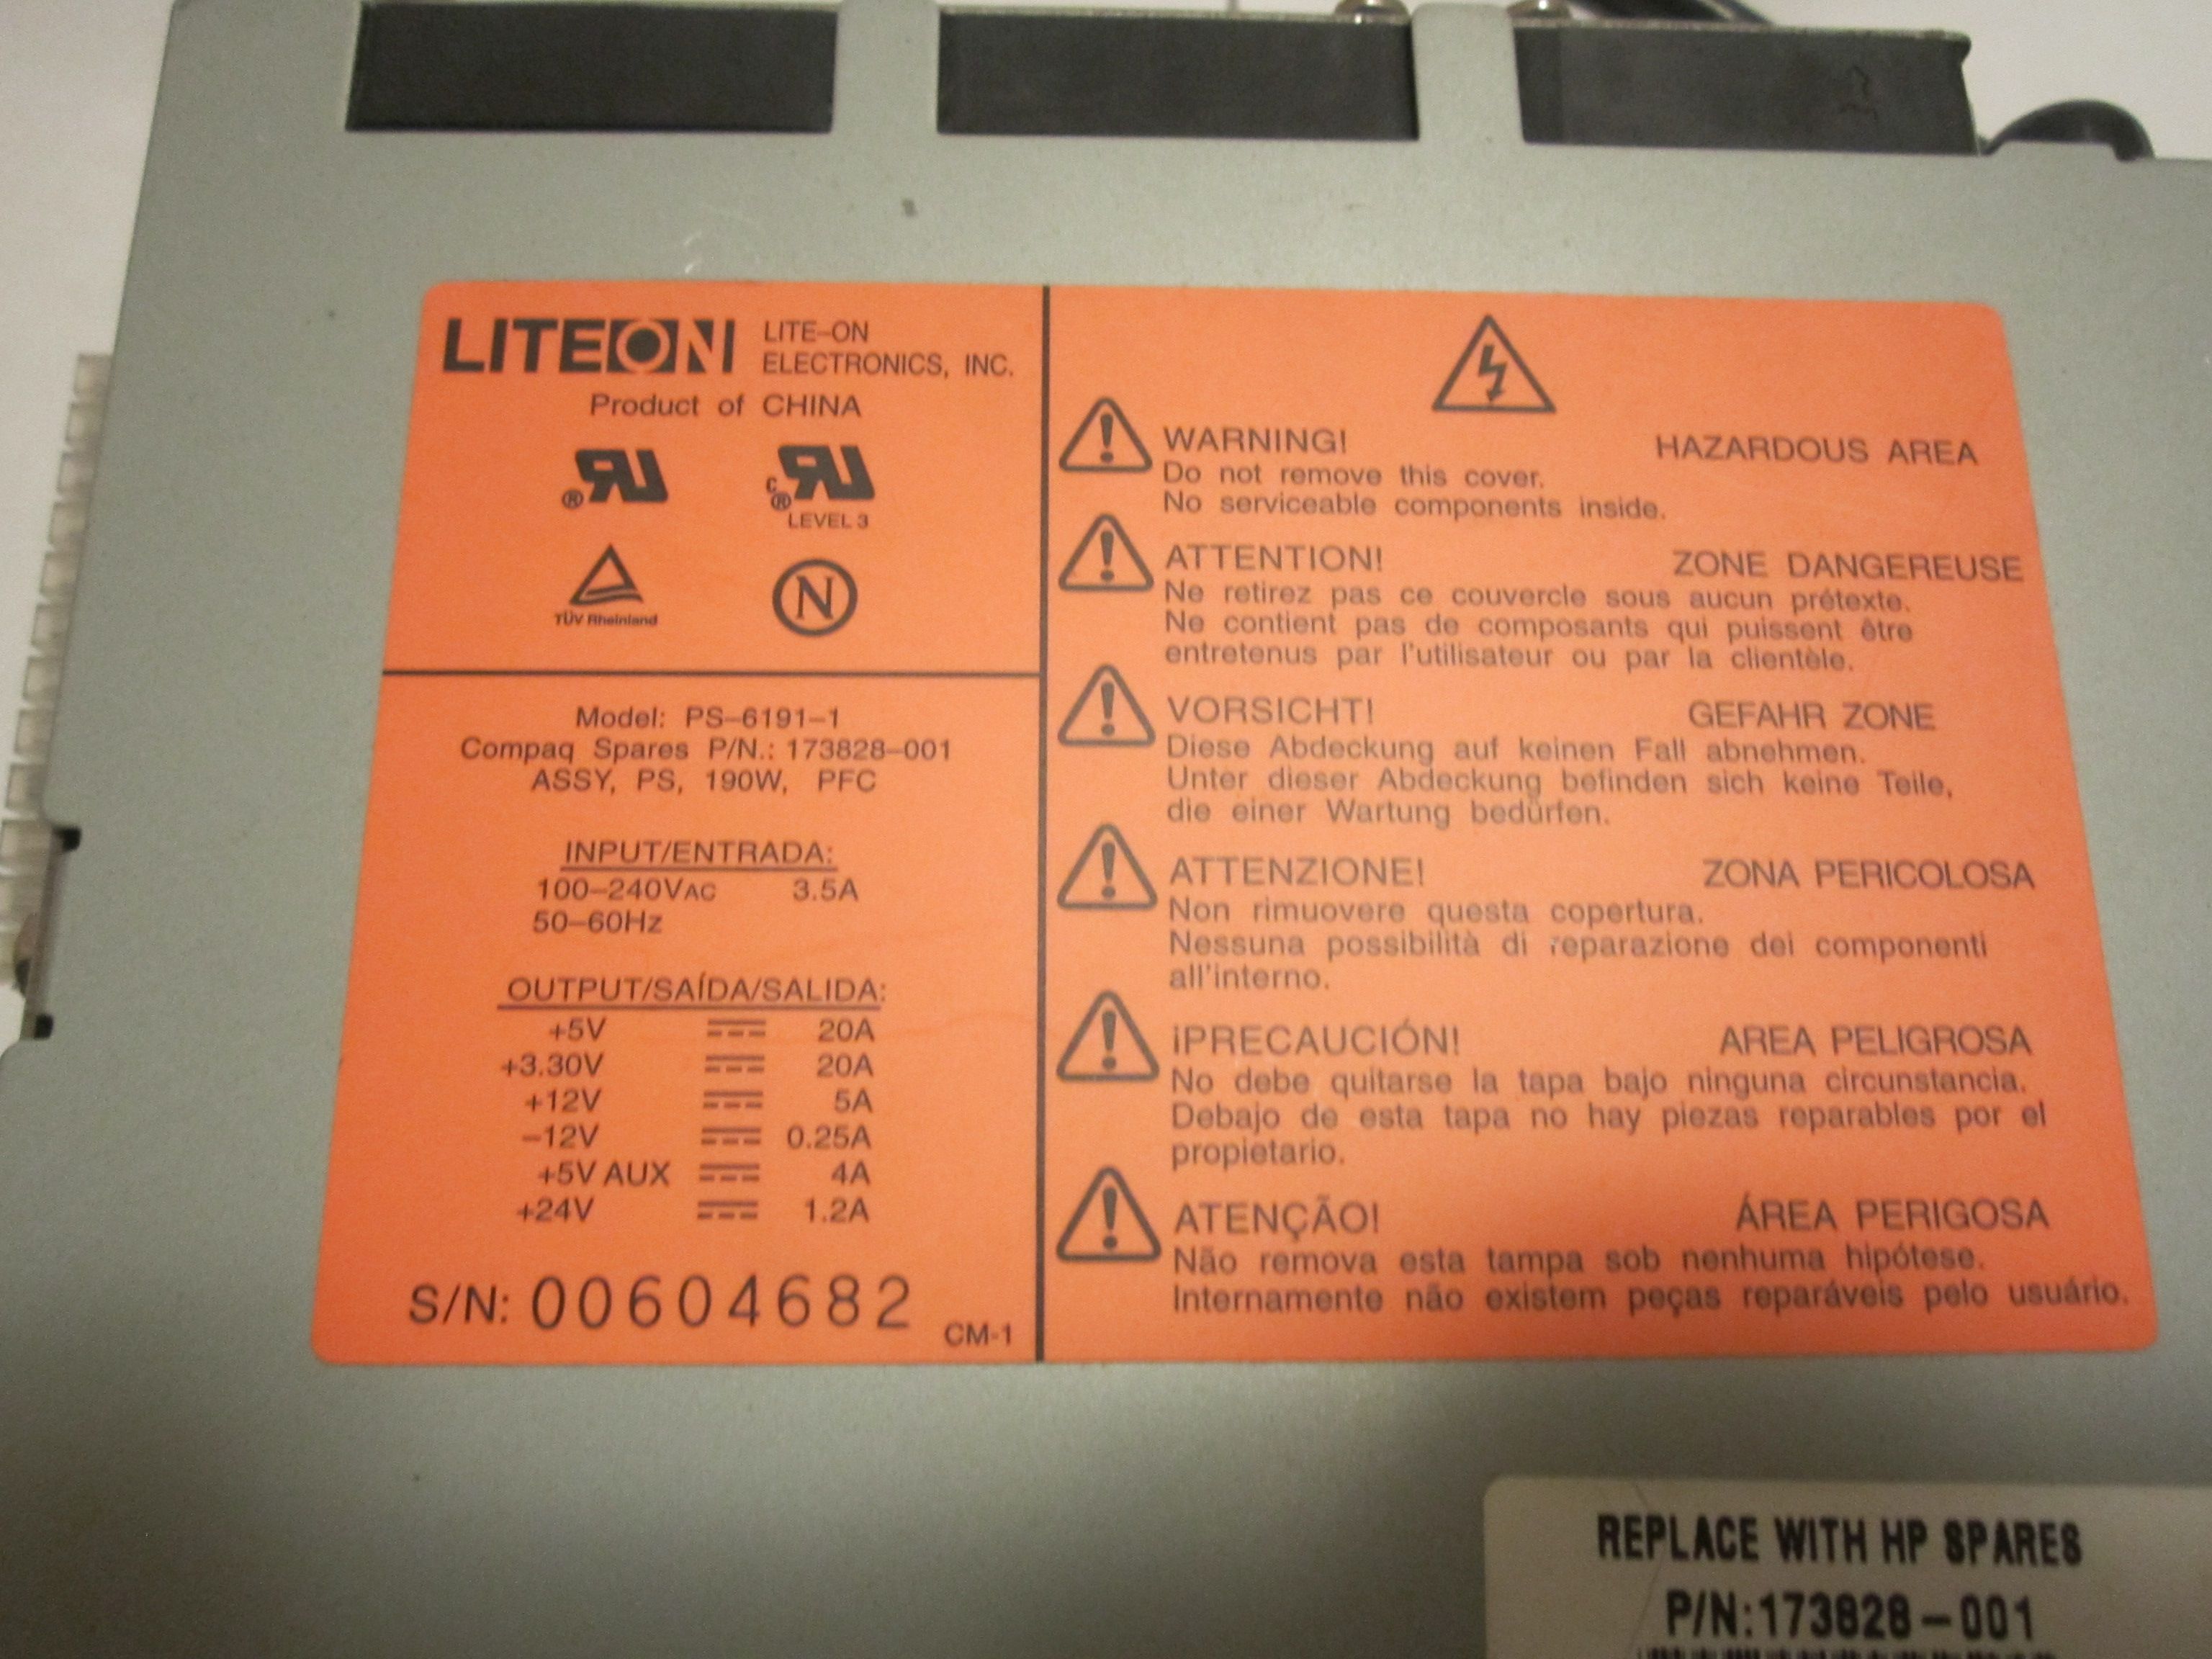 LITEON LITE-ON
ELECTRONICS, INC.
Product of CHINA
LEVEL 3
TÜV Rheinland
N
Model: PS-6191-1
Compaq Spares P/N.: 173828-001
ASSY, PS, 190W, PFC
INPUT/ENTRADA:
100-240VAC 3.5A
50-60Hz
OUTPUT/SAÍDA/SALIDA:
+5V 20A
+3.30V 20A
+12V 5A
-12V 0.25A
+5V AUX 4A
+24V 1.2A
S/N: 00604682
CM-1
WARNING! HAZARDOUS AREA
Do not remove this cover.
No serviceable components inside.
ATTENTION! ZONE DANGEREUSE
Ne retirez pas ce couvercle sous aucun prétexte.
Ne contient pas de composants qui puissent être
entretenus par l'utilisateur ou par la clientèle.
VORSICHT! GEFAHR ZONE
Diese Abdeckung auf keinen Fall abnehmen.
Unter dieser Abdeckung befinden sich keine Teile,
die einer Wartung bedürfen.
ATTENZIONE! ZONA PERICOLOSA
Non rimuovere questa copertura.
Nessuna possibilità di reparazione dei componenti
all'interno.
¡PRECAUCIÓN! AREA PELIGROSA
No debe quitarse la tapa bajo ninguna circunstancia.
Debajo de esta tapa no hay piezas reparables por el
propietario.
ATENÇÃO! ÁREA PERIGOSA
Não remova esta tampa sob nenhuma hipótese.
Internamente não existem peças reparáveis pelo usuário.
REPLACE WITH HP SPARES
P/N:173828-001